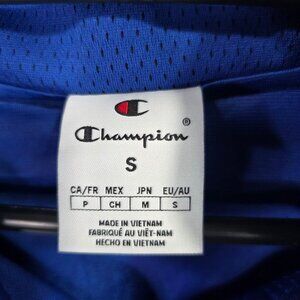 Champion®
S
CA/FR MEX JPN EU/AU
P CH M S
MADE IN VIETNAM
FABRIQUÉ AU VIÊT-NAM
HECHO EN VIETNAM